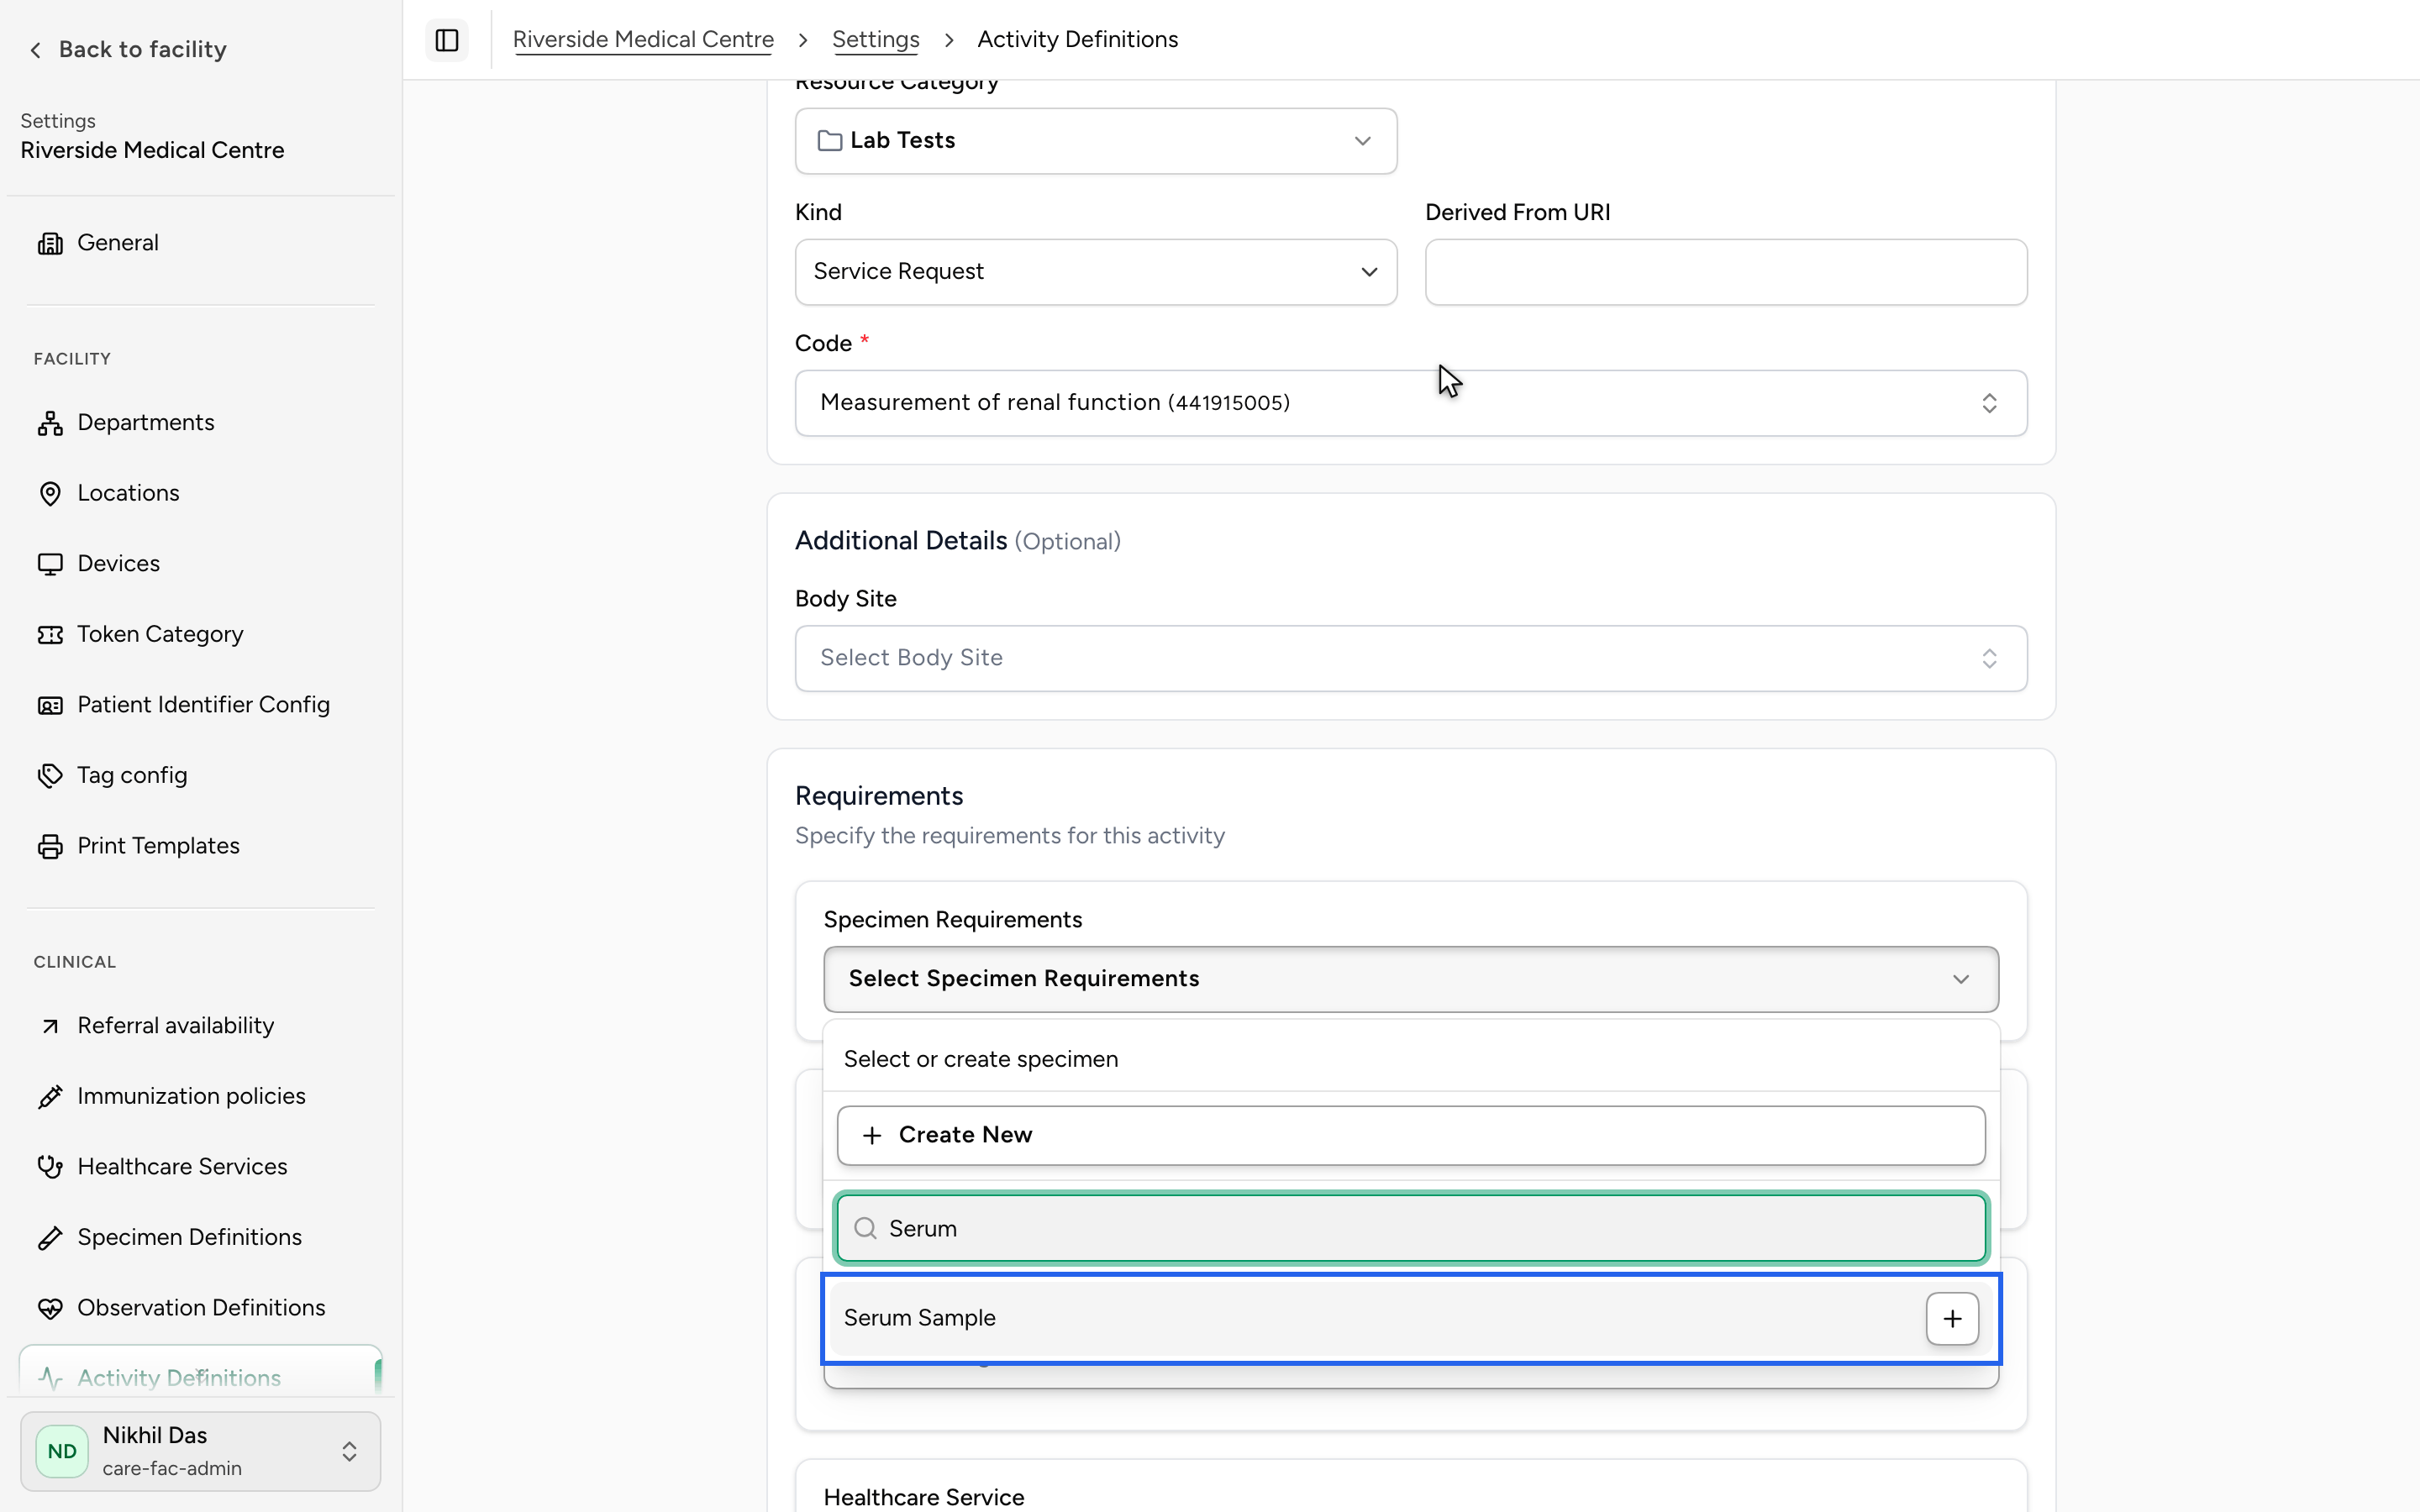 Back to facility
Settings
Riverside Medical Centre
General
FACILITY
Departments
Locations
Devices
Token Category
Patient Identifier Config
Tag config
Print Templates
CLINICAL
Referral availability
Immunization policies
Healthcare Services
Specimen Definitions
Observation Definitions
Activity Definitions
ND
Nikhil Das
care-fac-admin
Riverside Medical Centre > Settings > Activity Definitions
Resource Category
Lab Tests
Kind
Derived From URI
Service Request
Code *
Measurement of renal function (441915005)
Additional Details (Optional)
Body Site
Select Body Site
Requirements
Specify the requirements for this activity
Specimen Requirements
Select Specimen Requirements
Select or create specimen
+ Create New
Serum
Serum Sample
Healthcare Service